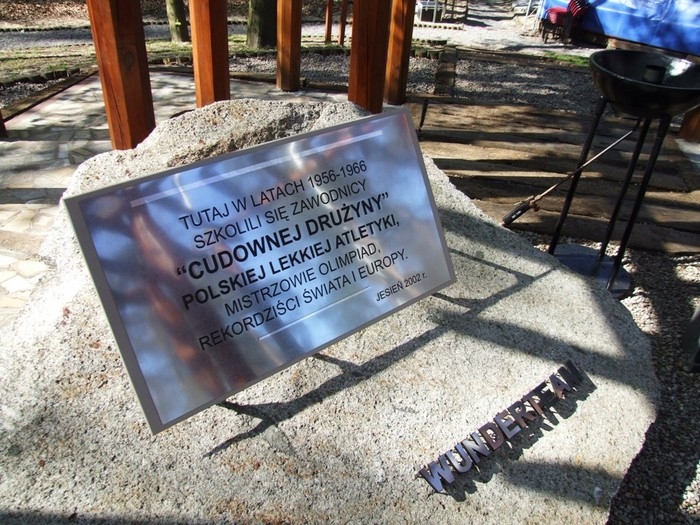 TUTAJ W LATACH 1956-1966
SZKOLILI SIĘ ZAWODNICY
“CUDOWNEJ DRUŻYNY”
POLSKIEJ LEKKIEJ ATLETYKI,
MISTRZOWIE OLIMPIAD,
REKORDZIŚCI ŚWIATA I EUROPY.
JESIEŃ 2002 r.
WUNDERTEAM